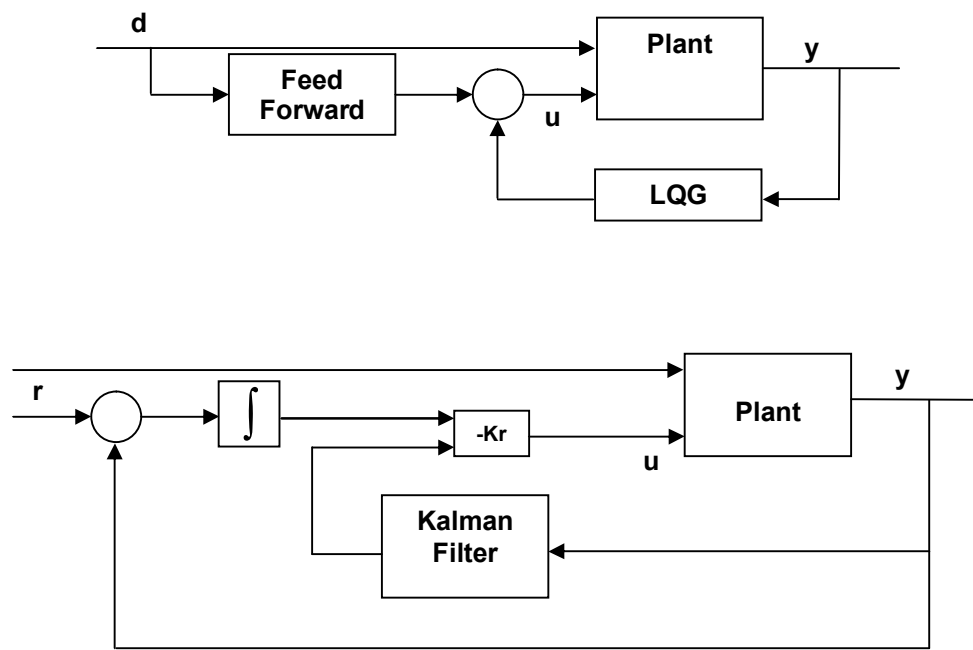 d
Plant
y
Feed
Forward
u
LQG
r
∫
-Kr
Plant
y
u
Kalman
Filter